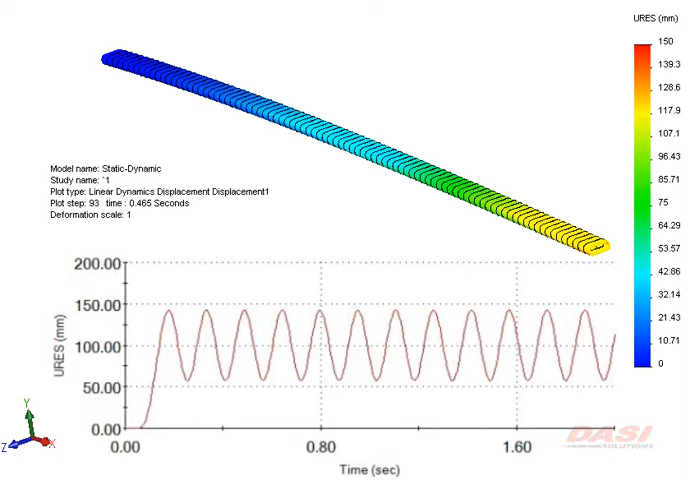 URES (mm)
150
139.3
128.6
117.9
107.1
96.43
85.71
75
64.29
53.57
42.86
32.14
21.43
10.71
0
Model name: Static-Dynamic
Study name: `1
Plot type: Linear Dynamics Displacement Displacement1
Plot step: 93 time : 0.465 Seconds
Deformation scale: 1
200.00
150.00
100.00
50.00
0.00
URES (mm)
0.00 0.80 1.60
Time (sec)
Y
Z X
DASI
SOLUTIONS